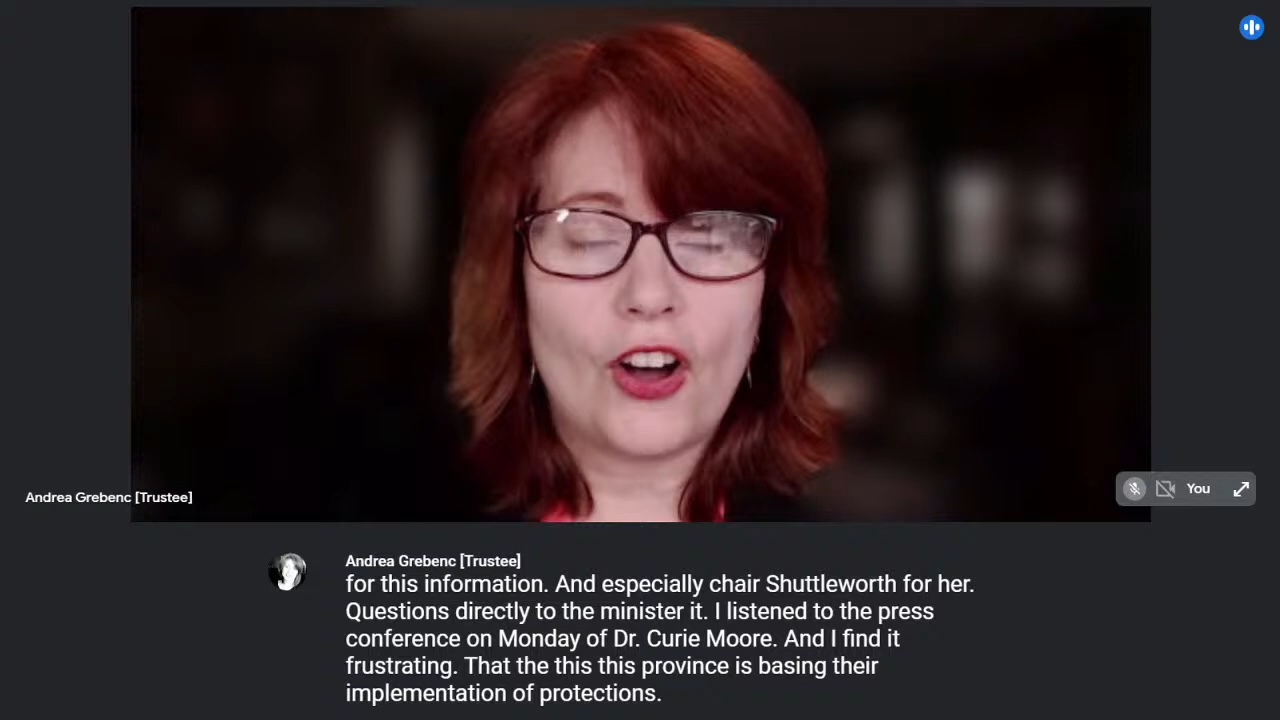 Andrea Grebenc [Trustee]
You
Andrea Grebenc [Trustee]
for this information. And especially chair Shuttleworth for her.
Questions directly to the minister it. I listened to the press
conference on Monday of Dr. Curie Moore. And I find it
frustrating. That the this this province is basing their
implementation of protections.